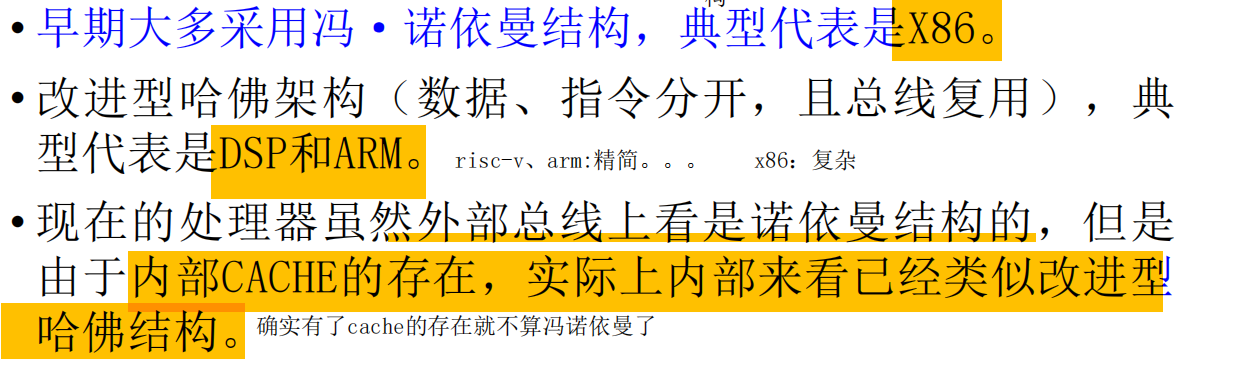 • 早期大多采用冯·诺依曼结构，典型代表是X86。
• 改进型哈佛架构（数据、指令分开，且总线复用），典
型代表是DSP和ARM。 risc-v、arm:精简。。。 x86：复杂
• 现在的处理器虽然外部总线上看是诺依曼结构的，但是
由于内部CACHE的存在，实际上内部来看已经类似改进型
哈佛结构。 确实有了cache的存在就不算冯诺依曼了